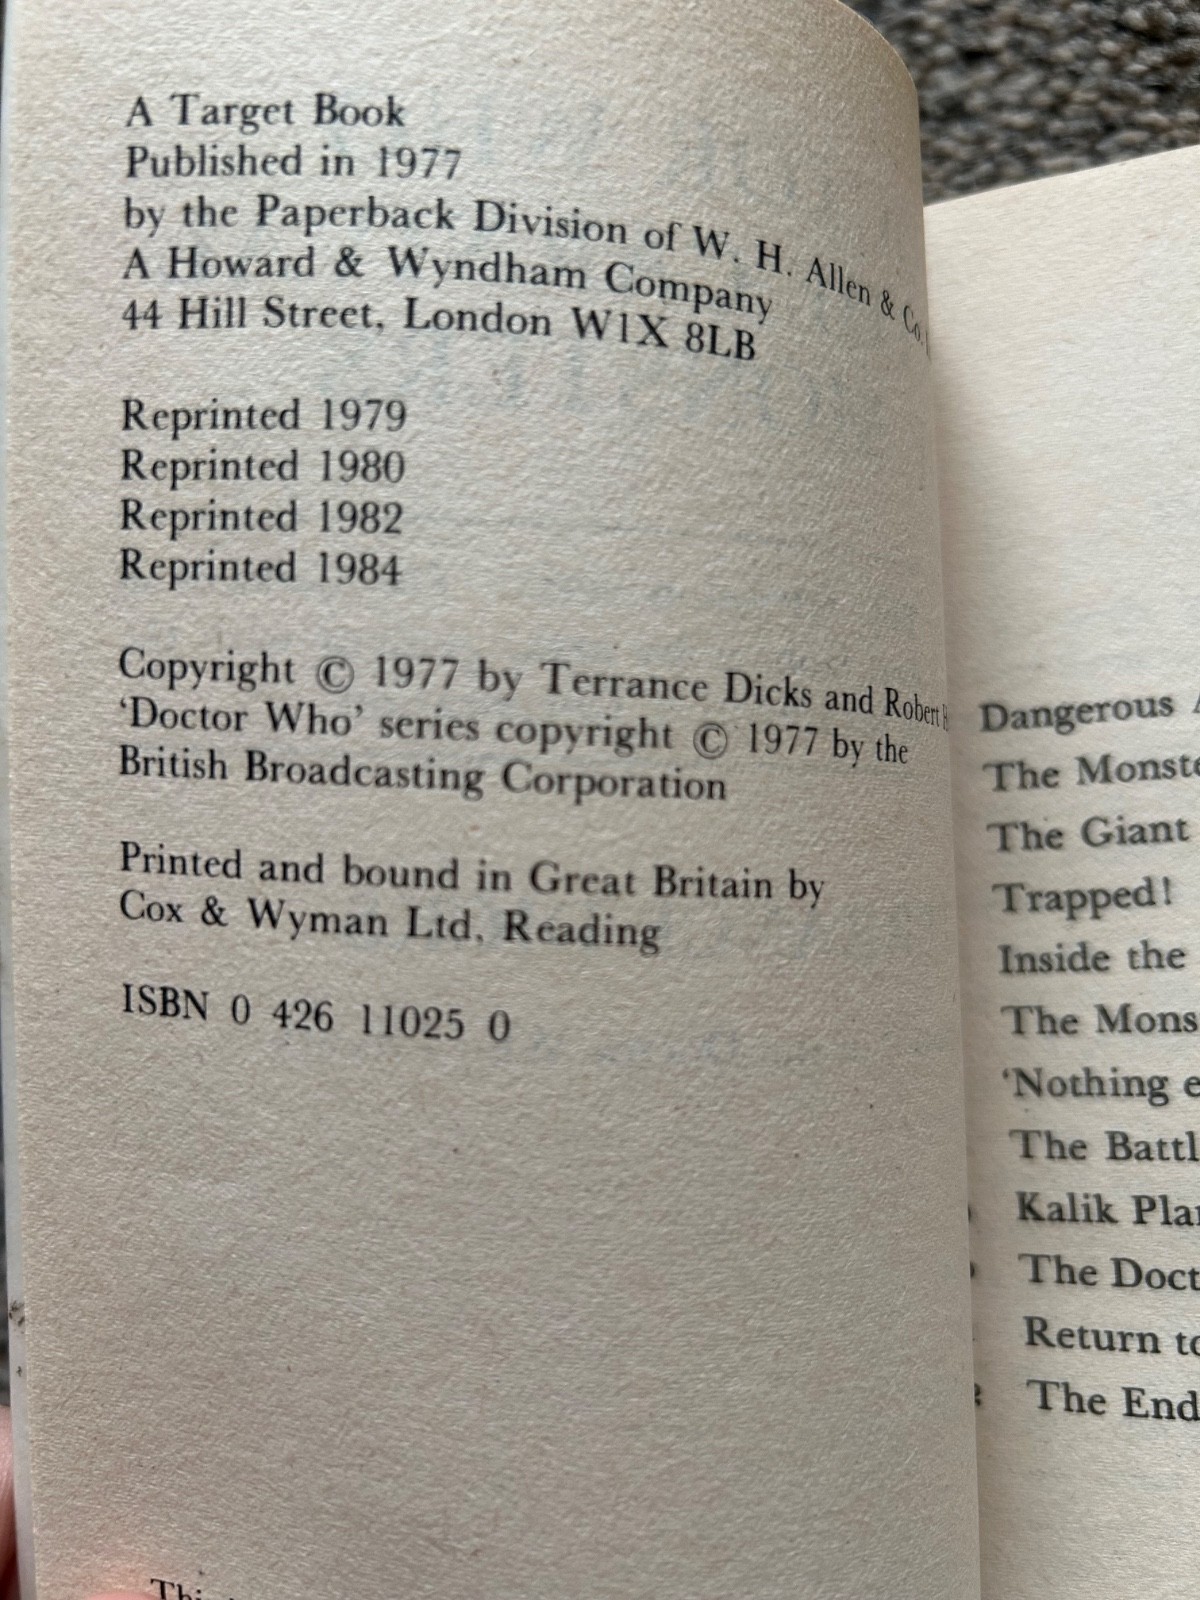 A Target Book
Published in 1977
by the Paperback Division of W. H. Allen & Co.
A Howard & Wyndham Company
44 Hill Street, London W1X 8LB
Reprinted 1979
Reprinted 1980
Reprinted 1982
Reprinted 1984
Copyright © 1977 by Terrance Dicks and Robert
‘Doctor Who’ series copyright © 1977 by the
British Broadcasting Corporation
Printed and bound in Great Britain by
Cox & Wyman Ltd, Reading
ISBN 0 426 11025 0
Dangerous
The
The Giant
Trapped!
Inside the
The
‘Nothing
The
Kalik
The
Return
The End